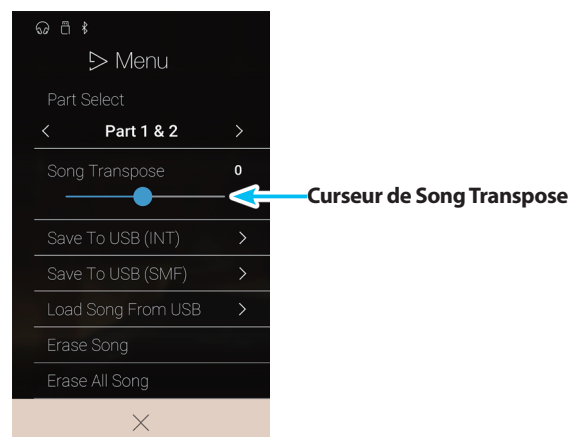 Menu
Part Select
Part 1 & 2
Song Transpose 0
Curseur de Song Transpose
Save To USB (INT)
Save To USB (SMF)
Load Song From USB
Erase Song
Erase All Song